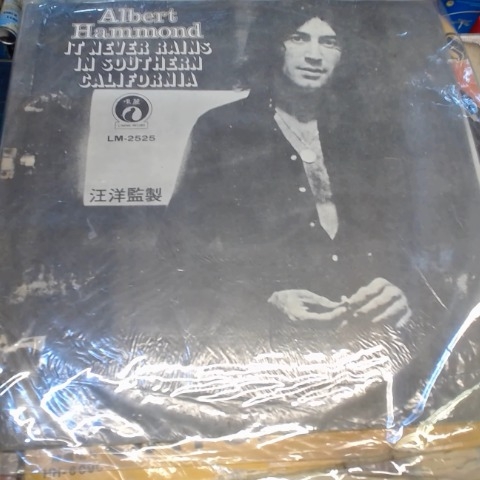 Albert
Hammond
IT NEVER RAINS
IN SOUTHERN
CALIFORNIA
LM-2525
汪洋監製